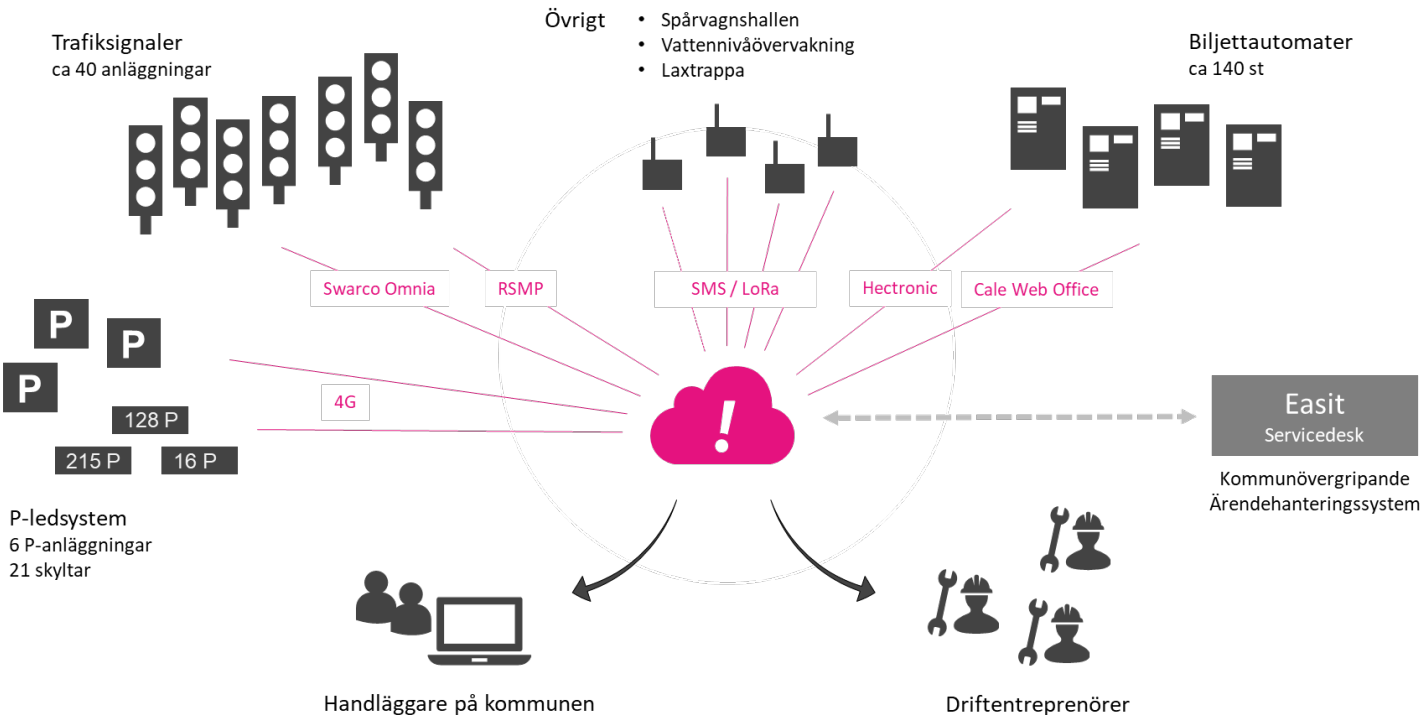 Övrigt
• Spårvagnshallen
• Vattennivåövervakning
• Laxtrappa
Trafiksignaler
ca 40 anläggningar
Biljettautomater
ca 140 st
Swarco Omnia
RSMP
SMS / LoRa
Hectronic
Cale Web Office
P
P
P
4G
128 P
215 P
16 P
!
Easit
Servicedesk
Kommunövergripande
Ärendehanteringssystem
P-ledsystem
6 P-anläggningar
21 skyltar
Handläggare på kommunen
Driftentreprenörer